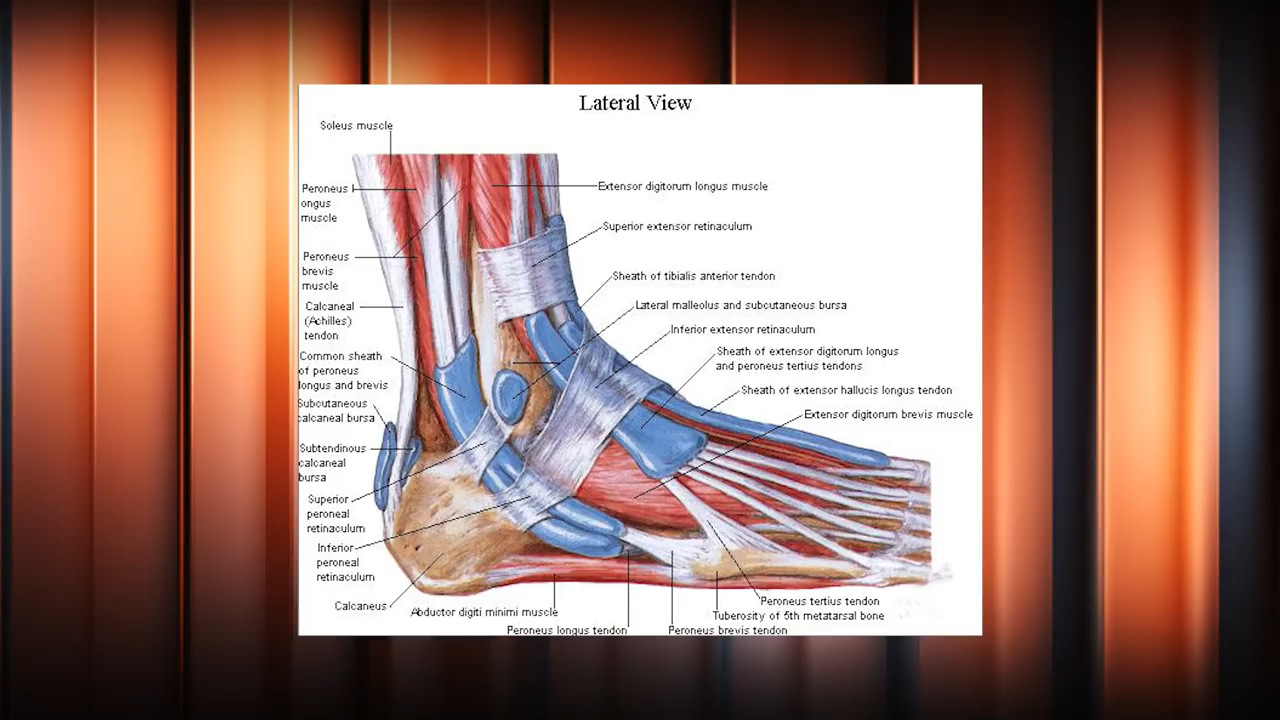 Lateral View
Soleus muscle
Peroneus l
ongus
muscle
Peroneus
brevis
muscle
Calcaneal
(Achilles)
tendon
Common sheath
of peroneus
longus and brevis
Subcutaneous
calcaneal bursa
Subtendinous
calcaneal
bursa
Superior
peroneal
retinaculum
Inferior
peroneal
retinaculum
Calcaneus
Abductor digiti minimi muscle
Peroneus longus tendon
Extensor digitorum longus muscle
Superior extensor retinaculum
Sheath of tibialis anterior tendon
Lateral malleolus and subcutaneous bursa
Inferior extensor retinaculum
Sheath of extensor digitorum longus
and peroneus tertius tendons
Sheath of extensor hallucis longus tendon
Extensor digitorum brevis muscle
Peroneus tertius tendon
Tuberosity of 5th metatarsal bone
Peroneus brevis tendon